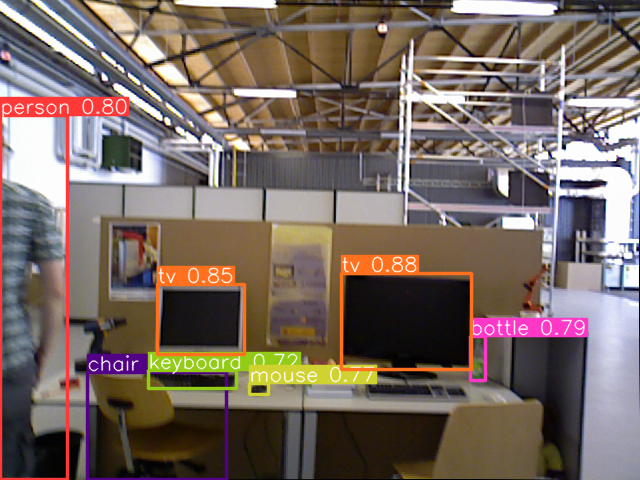 person 0.80
tv 0.85
tv 0.88
bottle 0.79
chair
keyboard 0.72
mouse 0.77